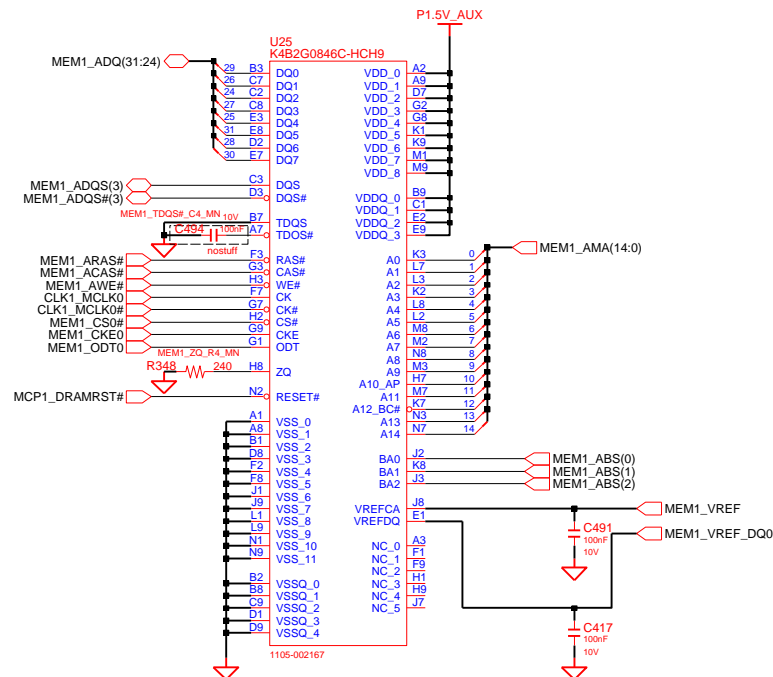 P1.5V_AUX
U25
K4B2G0846C-HCH9
MEM1_ADQ(31:24)
29 B3 DQ0 VDD_0 A2
26 C7 DQ1 VDD_1 A9
24 C2 DQ2 VDD_2 D7
27 C8 DQ3 VDD_3 G2
25 E3 DQ4 VDD_4 G8
31 E8 DQ5 VDD_5 K1
28 D2 DQ6 VDD_6 K9
30 E7 DQ7 VDD_7 M1
VDD_8 M9
MEM1_ADQS(3) C3 DQS
MEM1_ADQS#(3) D3 DQS#
VDDQ_0 B9
VDDQ_1 C1
VDDQ_2 E2
VDDQ_3 E9
MEM1_TDQS#_C4_MN
10V B7 TDQS
C494 100nF A7 TDOS#
nostuff
MEM1_AMA(14:0)
MEM1_ARAS# F3 RAS#
MEM1_ACAS# G3 CAS#
MEM1_AWE# H3 WE#
CLK1_MCLK0 F7 CK
CLK1_MCLK0# G7 CK#
MEM1_CS0# H2 CS#
MEM1_CKE0 G9 CKE
MEM1_ODT0 G1 ODT
A0 K3 0
A1 L7 1
A2 L3 2
A3 K2 3
A4 L8 4
A5 L2 5
A6 M8 6
A7 M2 7
A8 N8 8
A9 M3 9
A10_AP H7 10
A11 M7 11
A12_BC# K7 12
A13 N3 13
A14 N7 14
MEM1_ZQ_R4_MN
R348 240 H8 ZQ
MCP1_DRAMRST# N2 RESET#
A1 VSS_0
A8 VSS_1
B1 VSS_2
D8 VSS_3
F2 VSS_4
F8 VSS_5
J1 VSS_6
J9 VSS_7
L1 VSS_8
L9 VSS_9
N1 VSS_10
N9 VSS_11
BA0 J2 MEM1_ABS(0)
BA1 K8 MEM1_ABS(1)
BA2 J3 MEM1_ABS(2)
VREFCA J8 MEM1_VREF
VREFDQ E1 MEM1_VREF_DQ0
C491
100nF
10V
NC_0 A3
NC_1 F1
NC_2 F9
NC_3 H1
NC_4 H9
NC_5 J7
B2 VSSQ_0
B8 VSSQ_1
C9 VSSQ_2
D1 VSSQ_3
D9 VSSQ_4
C417
100nF
10V
1105-002167